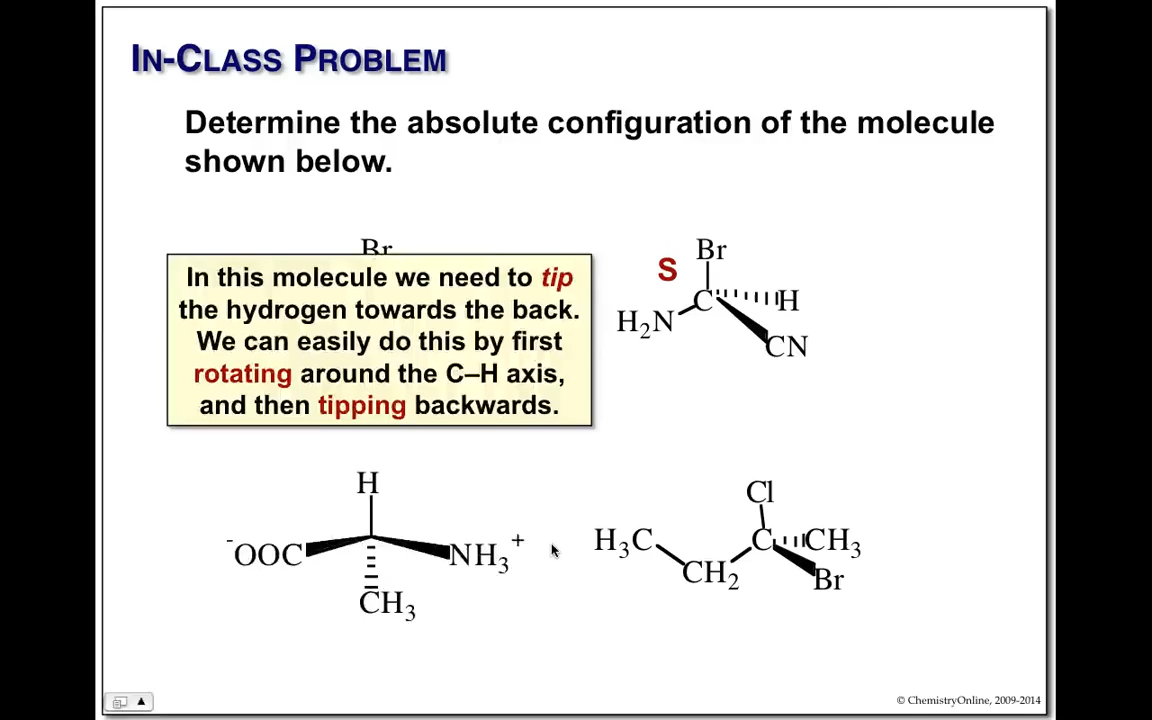 IN-CLASS PROBLEM
Determine the absolute configuration of the molecule
shown below.
Br
In this molecule we need to tip
the hydrogen towards the back.
We can easily do this by first
rotating around the C–H axis,
and then tipping backwards.
Br
S
C H
H₂N
CN
H
⁻OOC NH₃⁺
CH₃
Cl
H₃C C CH₃
CH₂ Br
© ChemistryOnline, 2009-2014